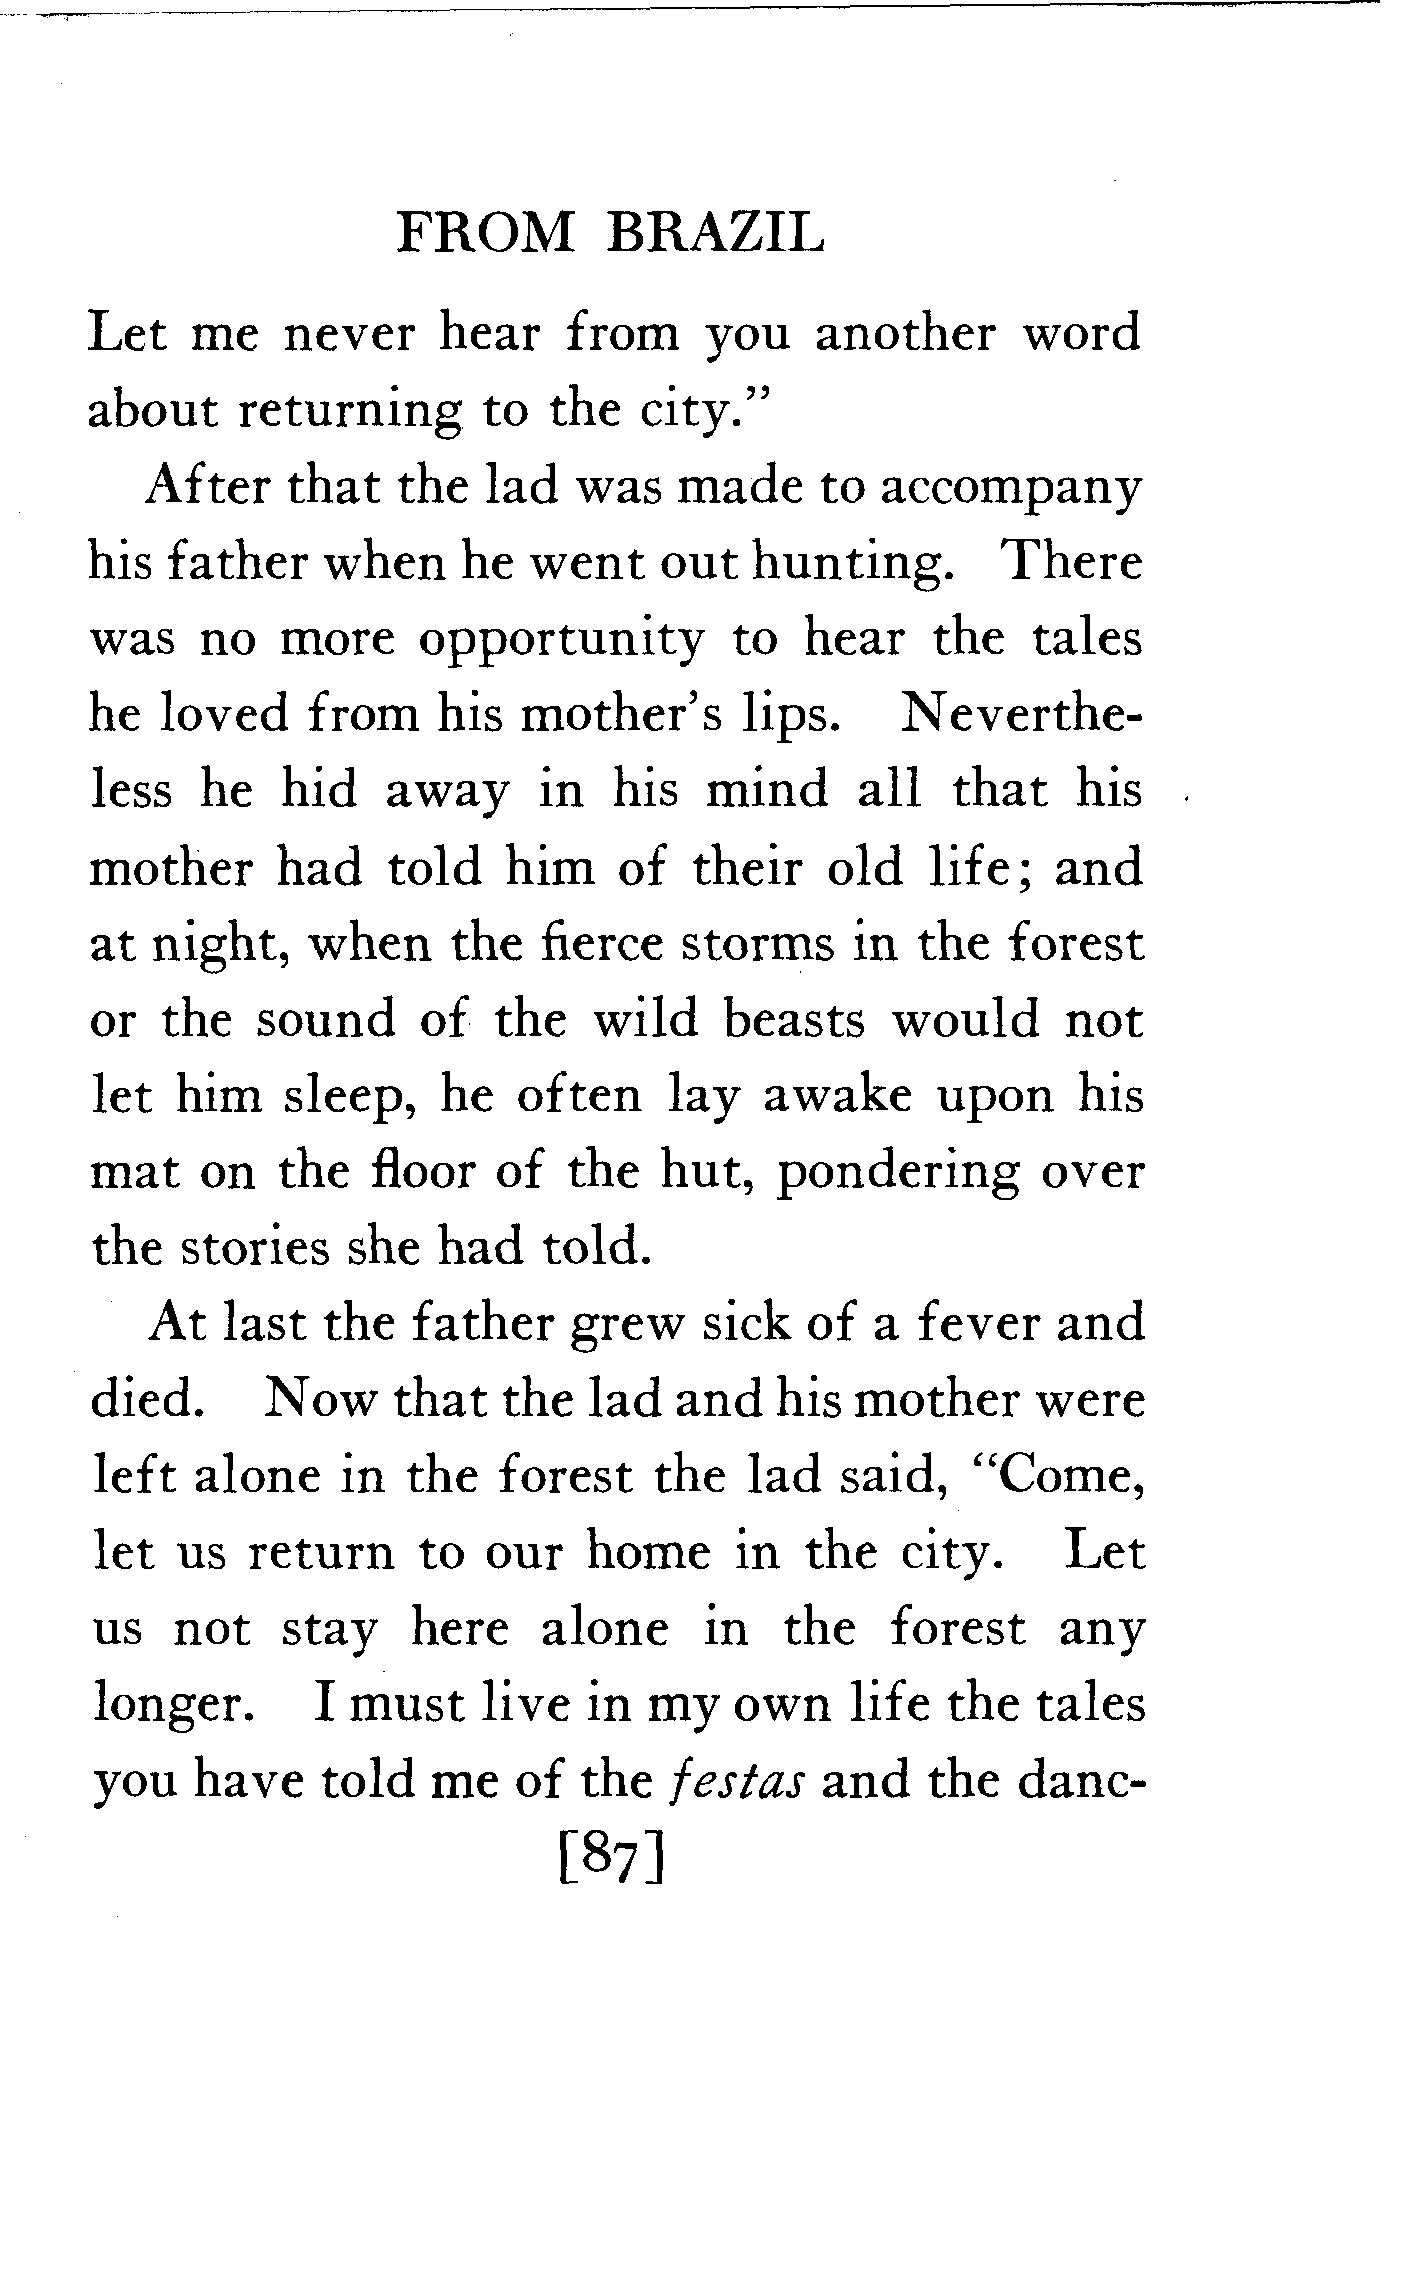 FROM BRAZIL
Let me never hear from you another word
about returning to the city.”
After that the lad was made to accompany
his father when he went out hunting. There
was no more opportunity to hear the tales
he loved from his mother’s lips. Neverthe-
less he hid away in his mind all that his
mother had told him of their old life; and
at night, when the fierce storms in the forest
or the sound of the wild beasts would not
let him sleep, he often lay awake upon his
mat on the floor of the hut, pondering over
the stories she had told.
At last the father grew sick of a fever and
died. Now that the lad and his mother were
left alone in the forest the lad said, “Come,
let us return to our home in the city. Let
us not stay here alone in the forest any
longer. I must live in my own life the tales
you have told me of the festas and the danc-
[87]